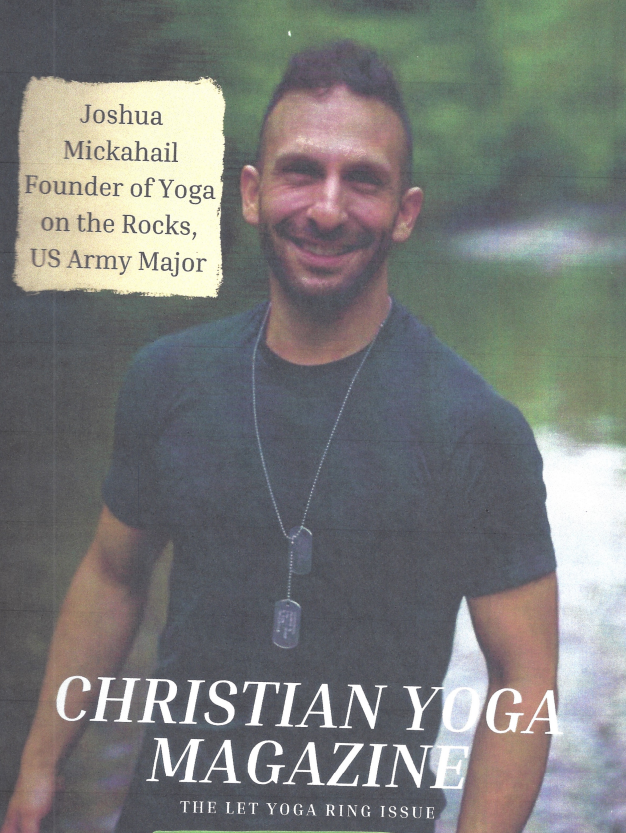 Joshua
Mickahail
Founder of Yoga
on the Rocks,
US Army Major
CHRISTIAN YOGA
MAGAZINE
THE LET YOGA RING ISSUE